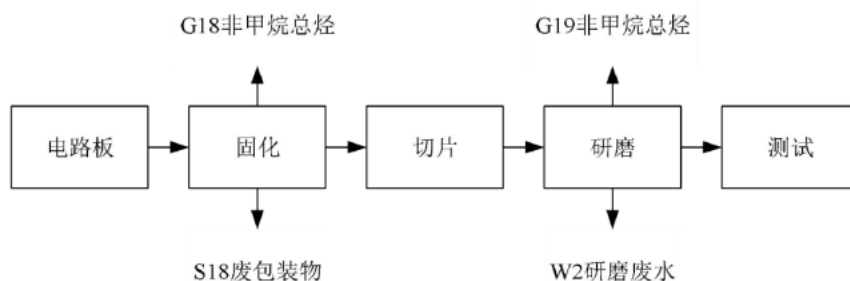 G18非甲烷总烃
G19非甲烷总烃
电路板
固化
切片
研磨
测试
S18废包装物
W2研磨废水